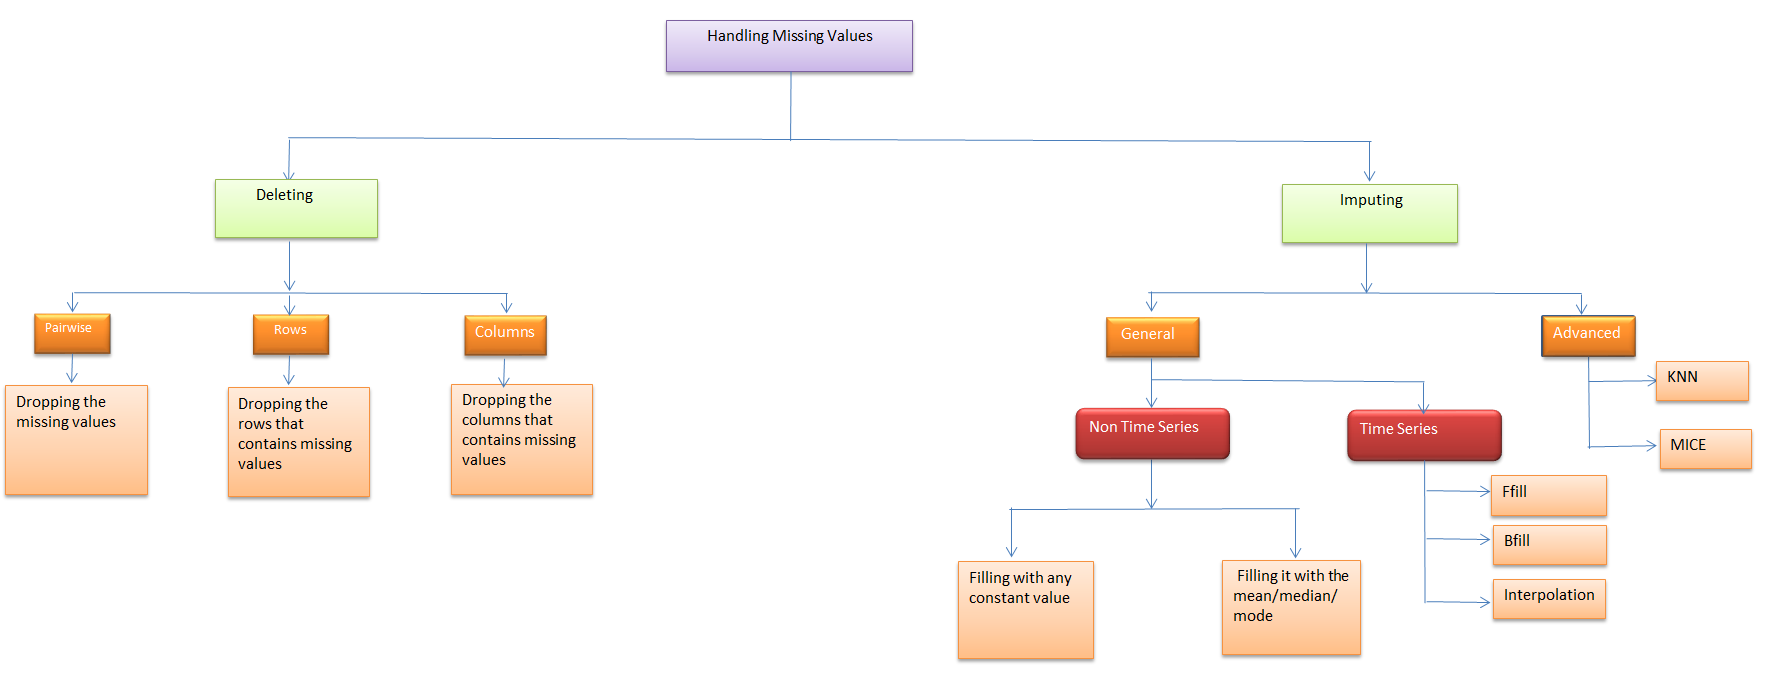 Handling Missing Values
Deleting
Imputing
Pairwise
Rows
Columns
General
Advanced
Dropping the
missing values
Dropping the
rows that
contains missing
values
Dropping the
columns that
contains missing
values
KNN
MICE
Non Time Series
Time Series
Ffill
Bfill
Interpolation
Filling with any
constant value
Filling it with the
mean/median/
mode